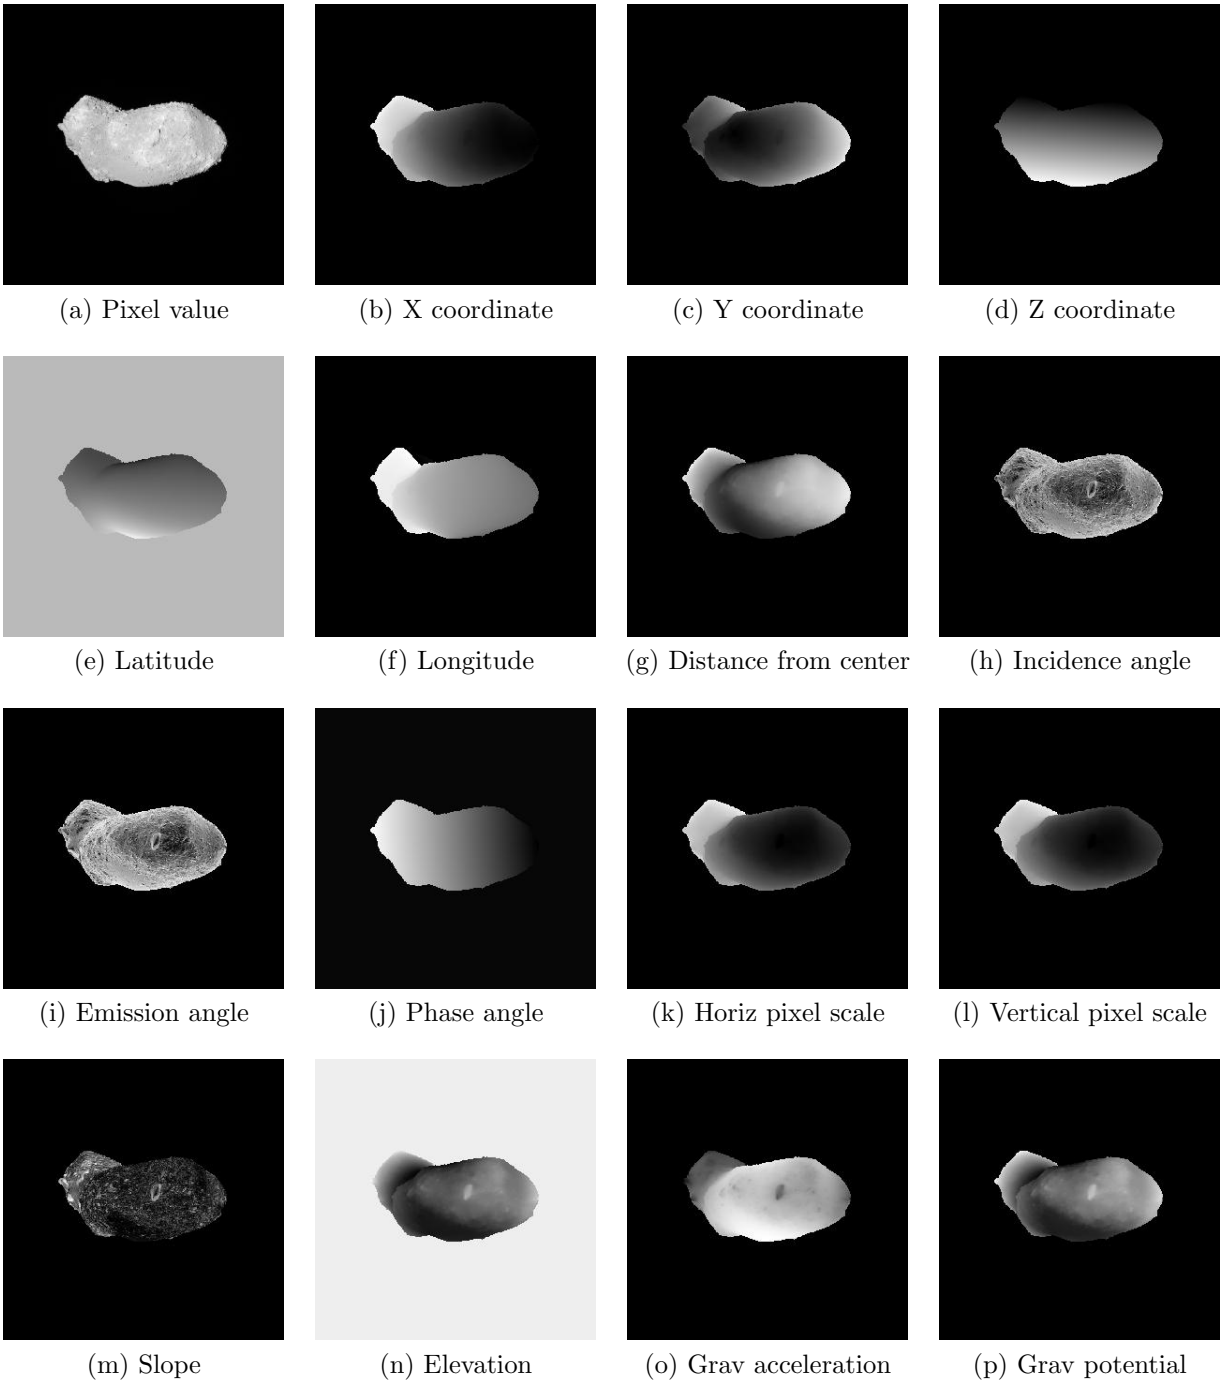 (a) Pixel value
(b) X coordinate
(c) Y coordinate
(d) Z coordinate
(e) Latitude
(f) Longitude
(g) Distance from center
(h) Incidence angle
(i) Emission angle
(j) Phase angle
(k) Horiz pixel scale
(l) Vertical pixel scale
(m) Slope
(n) Elevation
(o) Grav acceleration
(p) Grav potential